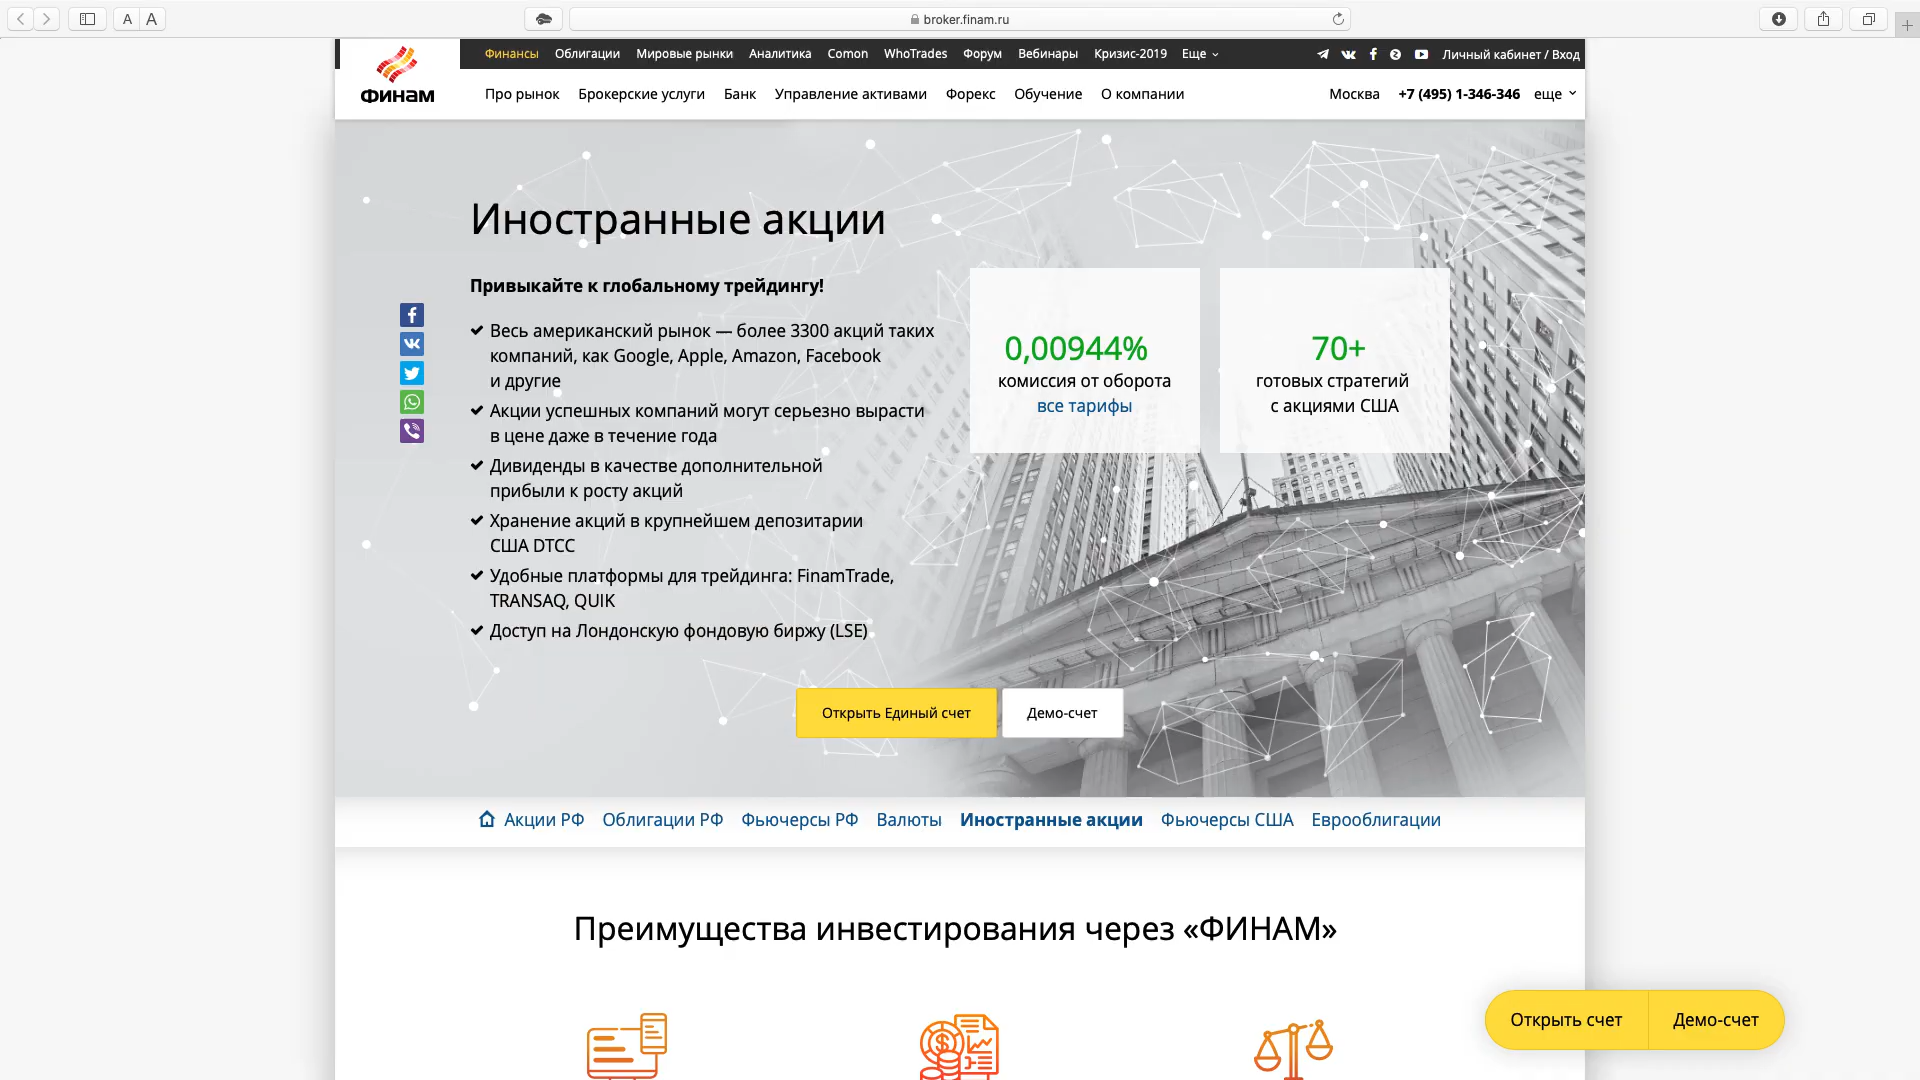 A A
broker.finam.ru
ФИНАМ
Финансы Облигации Мировые рынки Аналитика Comon WhoTrades Форум Вебинары Кризис-2019 Еще
Личный кабинет / Вход
Про рынок Брокерские услуги Банк Управление активами Форекс Обучение О компании
Москва +7 (495) 1-346-346 еще
Иностранные акции
Привыкайте к глобальному трейдингу!
Весь американский рынок — более 3300 акций таких
компаний, как Google, Apple, Amazon, Facebook
и другие
Акции успешных компаний могут серьезно вырасти
в цене даже в течение года
Дивиденды в качестве дополнительной
прибыли к росту акций
Хранение акций в крупнейшем депозитарии
США DTCC
Удобные платформы для трейдинга: FinamTrade,
TRANSAQ, QUIK
Доступ на Лондонскую фондовую биржу (LSE)
0,00944%
комиссия от оборота
все тарифы
70+
готовых стратегий
с акциями США
Открыть Единый счет Демо-счет
Акции РФ Облигации РФ Фьючерсы РФ Валюты Иностранные акции Фьючерсы США Еврооблигации
Преимущества инвестирования через «ФИНАМ»
Открыть счет Демо-счет